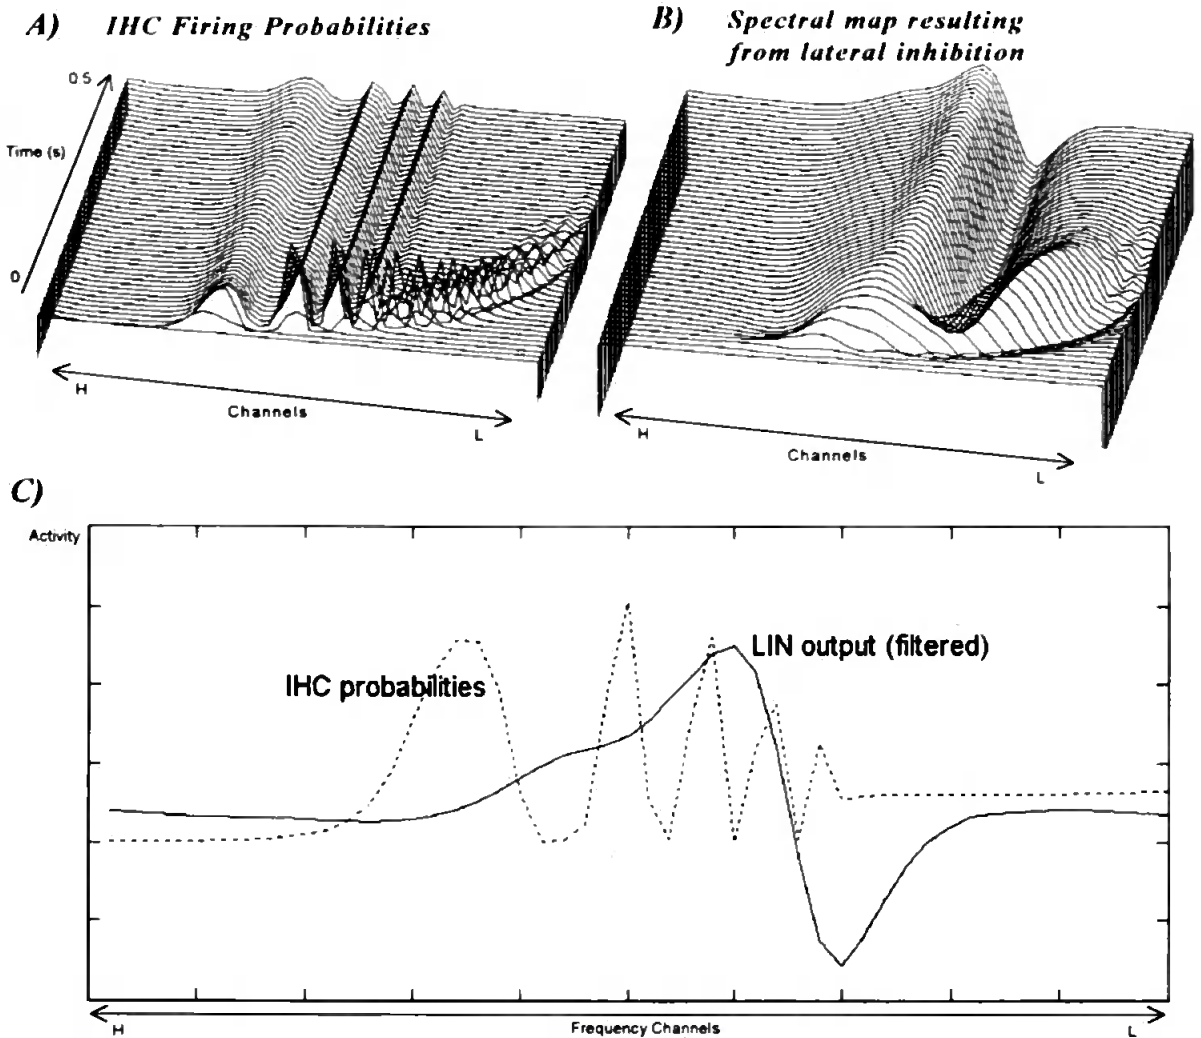 A) IHC Firing Probabilities
B) Spectral map resulting
from lateral inhibition
0.5
Time (s)
0
H
Channels
L
H
Channels
L
C)
Activity
IHC probabilities
LIN output (filtered)
H
Frequency Channels
L